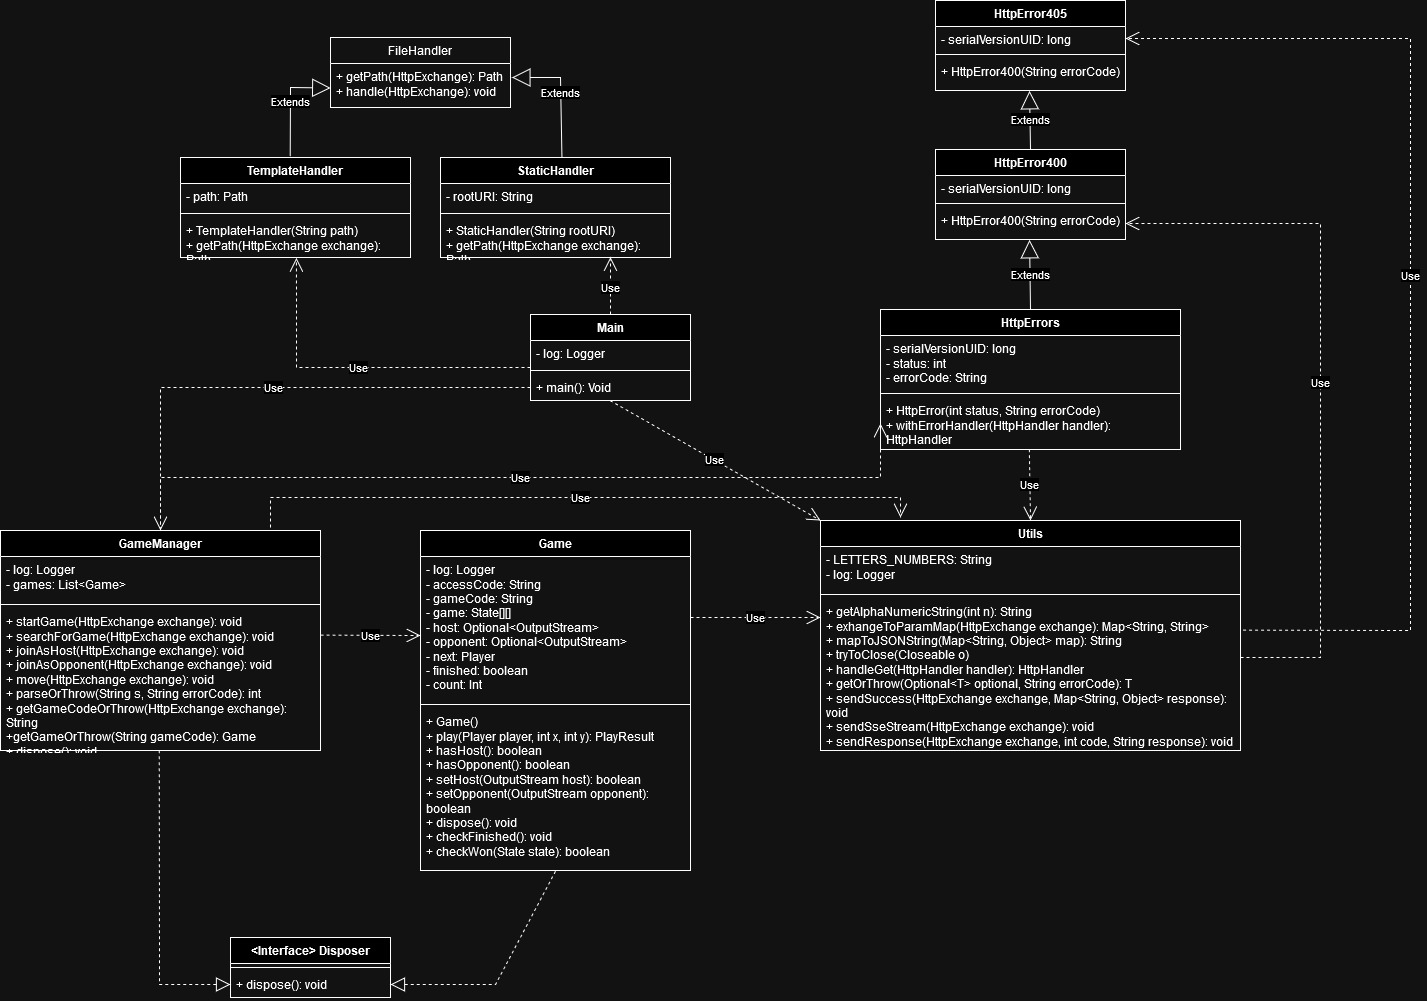 HttpError405
- serialVersionUID: long
+ HttpError400(String errorCode)
Extends
FileHandler
+ getPath(HttpExchange): Path
+ handle(HttpExchange): void
Extends
Extends
HttpError400
- serialVersionUID: long
+ HttpError400(String errorCode)
Extends
TemplateHandler
- path: Path
+ TemplateHandler(String path)
+ getPath(HttpExchange exchange):
Path
StaticHandler
- rootURI: String
+ StaticHandler(String rootURI)
+ getPath(HttpExchange exchange):
Path
Use
Use
Main
- log: Logger
+ main(): Void
Use
Use
HttpErrors
- serialVersionUID: long
- status: int
- errorCode: String
+ HttpError(int status, String errorCode)
+ withErrorHandler(HttpHandler handler):
HttpHandler
Use
Use
Use
Use
Use
GameManager
- log: Logger
- games: List<Game>
+ startGame(HttpExchange exchange): void
+ searchForGame(HttpExchange exchange): void
+ joinAsHost(HttpExchange exchange): void
+ joinAsOpponent(HttpExchange exchange): void
+ move(HttpExchange exchange): void
+ parseOrThrow(String s, String errorCode): int
+ getGameCodeOrThrow(HttpExchange exchange):
String
+getGameOrThrow(String gameCode): Game
+ dispose(): void
Use
Game
- log: Logger
- accessCode: String
- gameCode: String
- game: State[][]
- host: Optional<OutputStream>
- opponent: Optional<OutputStream>
- next: Player
- finished: boolean
- count: Int
+ Game()
+ play(Player player, int x, int y): PlayResult
+ hasHost(): boolean
+ hasOpponent(): boolean
+ setHost(OutputStream host): boolean
+ setOpponent(OutputStream opponent):
boolean
+ dispose(): void
+ checkFinished(): void
+ checkWon(State state): boolean
Use
Utils
- LETTERS_NUMBERS: String
- log: Logger
+ getAlphaNumericString(int n): String
+ exhangeToParamMap(HttpExchange exchange): Map<String, String>
+ mapToJSONString(Map<String, Object> map): String
+ tryToClose(Closeable o)
+ handleGet(HttpHandler handler): HttpHandler
+ getOrThrow(Optional<T> optional, String errorCode): T
+ sendSuccess(HttpExchange exchange, Map<String, Object> response):
void
+ sendSseStream(HttpExchange exchange): void
+ sendResponse(HttpExchange exchange, int code, String response): void
<Interface> Disposer
+ dispose(): void